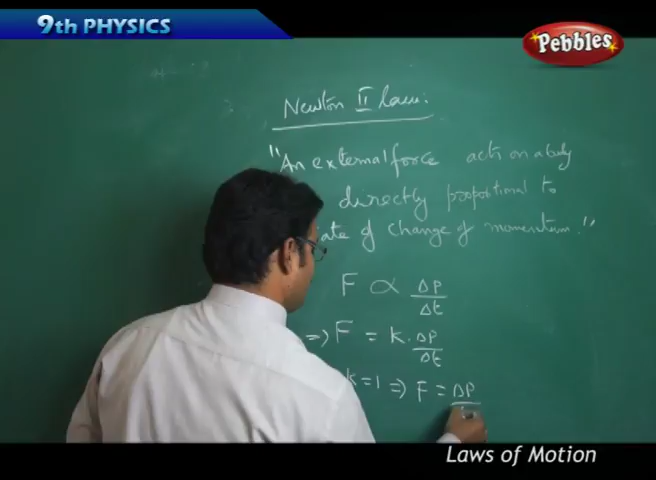 9th PHYSICS
Pebbles
Newton II law:
"An external force acts on a body
directly proportional to
ate of change of momentum."
F ∝ ΔP/Δt
=> F = k. ΔP/Δt
k=1 => F = ΔP
Laws of Motion